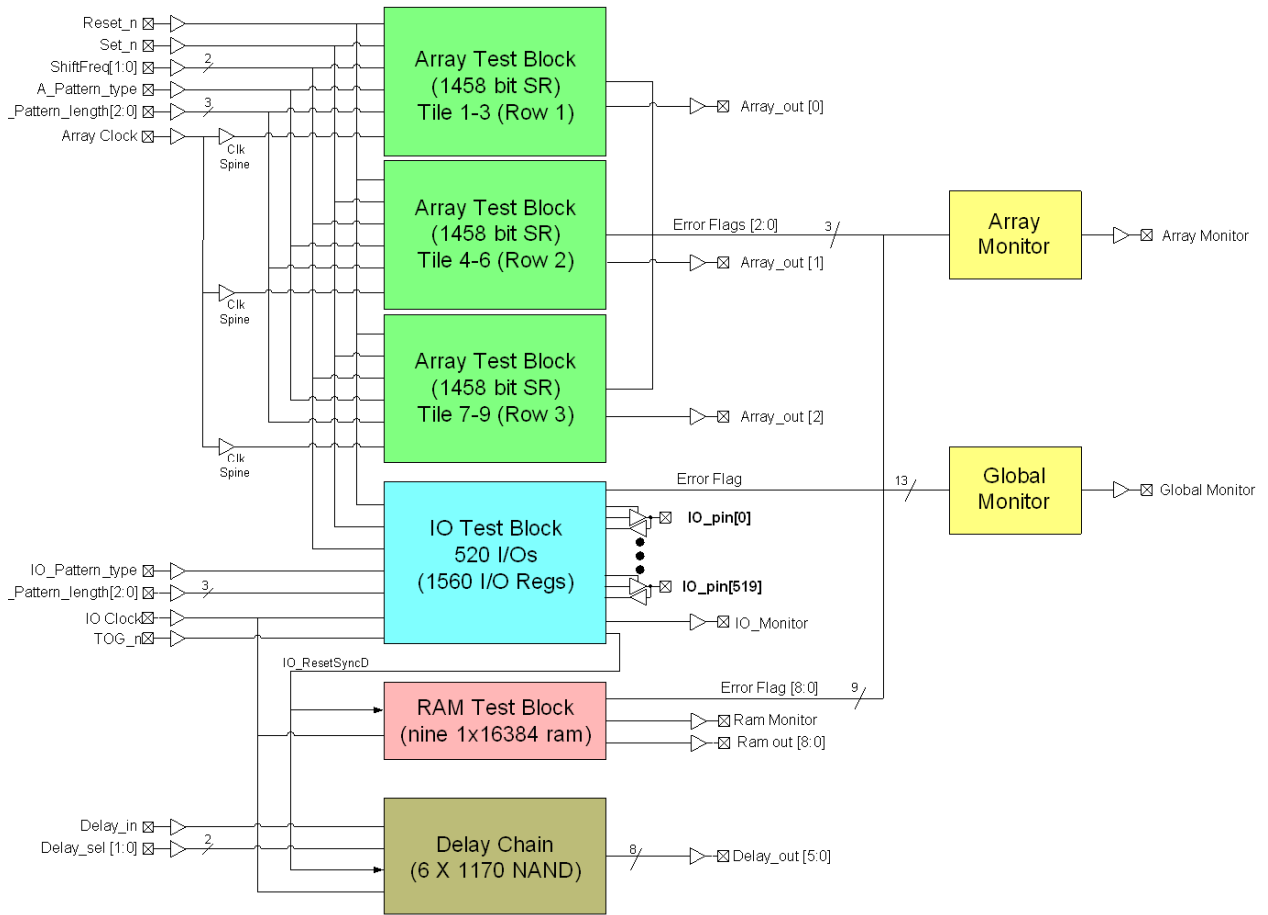 Reset_n
Set_n
ShiftFreq[1:0]
2
A_Pattern_type
_Pattern_length[2:0]
3
Array Clock
Clk
Spine
Array Test Block
(1458 bit SR)
Tile 1-3 (Row 1)
Array_out [0]
Array Test Block
(1458 bit SR)
Tile 4-6 (Row 2)
Error Flags [2:0]
3
Array_out [1]
Array
Monitor
Array Monitor
Clk
Spine
Array Test Block
(1458 bit SR)
Tile 7-9 (Row 3)
Array_out [2]
Clk
Spine
Error Flag
13
Global
Monitor
Global Monitor
IO Test Block
520 I/Os
(1560 I/O Regs)
IO_pin[0]
IO_pin[519]
IO_Pattern_type
_Pattern_length[2:0]
3
IO Clock
TOG_n
IO_Monitor
IO_ResetSyncD
RAM Test Block
(nine 1x16384 ram)
Error Flag [8:0]
9
Ram Monitor
Ram out [8:0]
Delay_in
Delay_sel [1:0]
2
Delay Chain
(6 X 1170 NAND)
8
Delay_out [5:0]